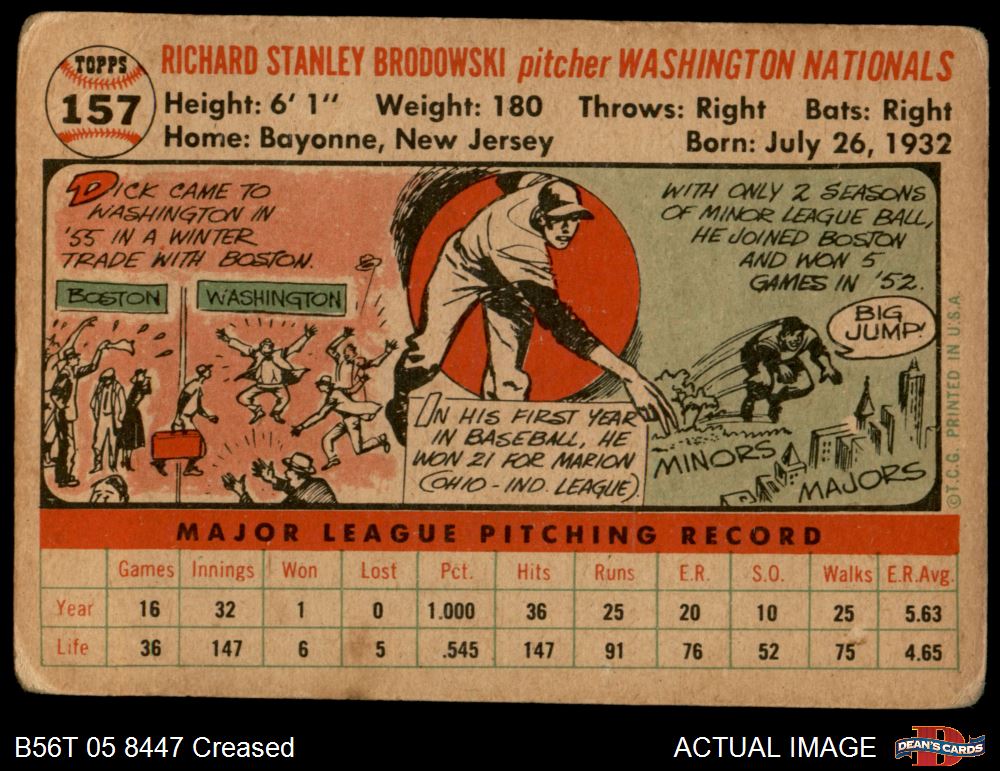 TOPPS
157
RICHARD STANLEY BRODOWSKI pitcher WASHINGTON NATIONALS
Height: 6' 1" Weight: 180 Throws: Right Bats: Right
Home: Bayonne, New Jersey Born: July 26, 1932
DICK CAME TO
WASHINGTON IN
'55 IN A WINTER
TRADE WITH BOSTON.
BOSTON
WASHINGTON
IN HIS FIRST YEAR
IN BASEBALL, HE
WON 21 FOR MARION
(OHIO - IND. LEAGUE).
WITH ONLY 2 SEASONS
OF MINOR LEAGUE BALL,
HE JOINED BOSTON
AND WON 5
GAMES IN '52.
BIG
JUMP!
MINORS
MAJORS
©T.C.G. PRINTED IN U.S.A.
MAJOR LEAGUE PITCHING RECORD
Games Innings Won Lost Pct. Hits Runs E.R. S.O. Walks E.R.Avg.
Year 16 32 1 0 1.000 36 25 20 10 25 5.63
Life 36 147 6 5 .545 147 91 76 52 75 4.65
B56T 05 8447 Creased
ACTUAL IMAGE
D
DEAN'S CARDS